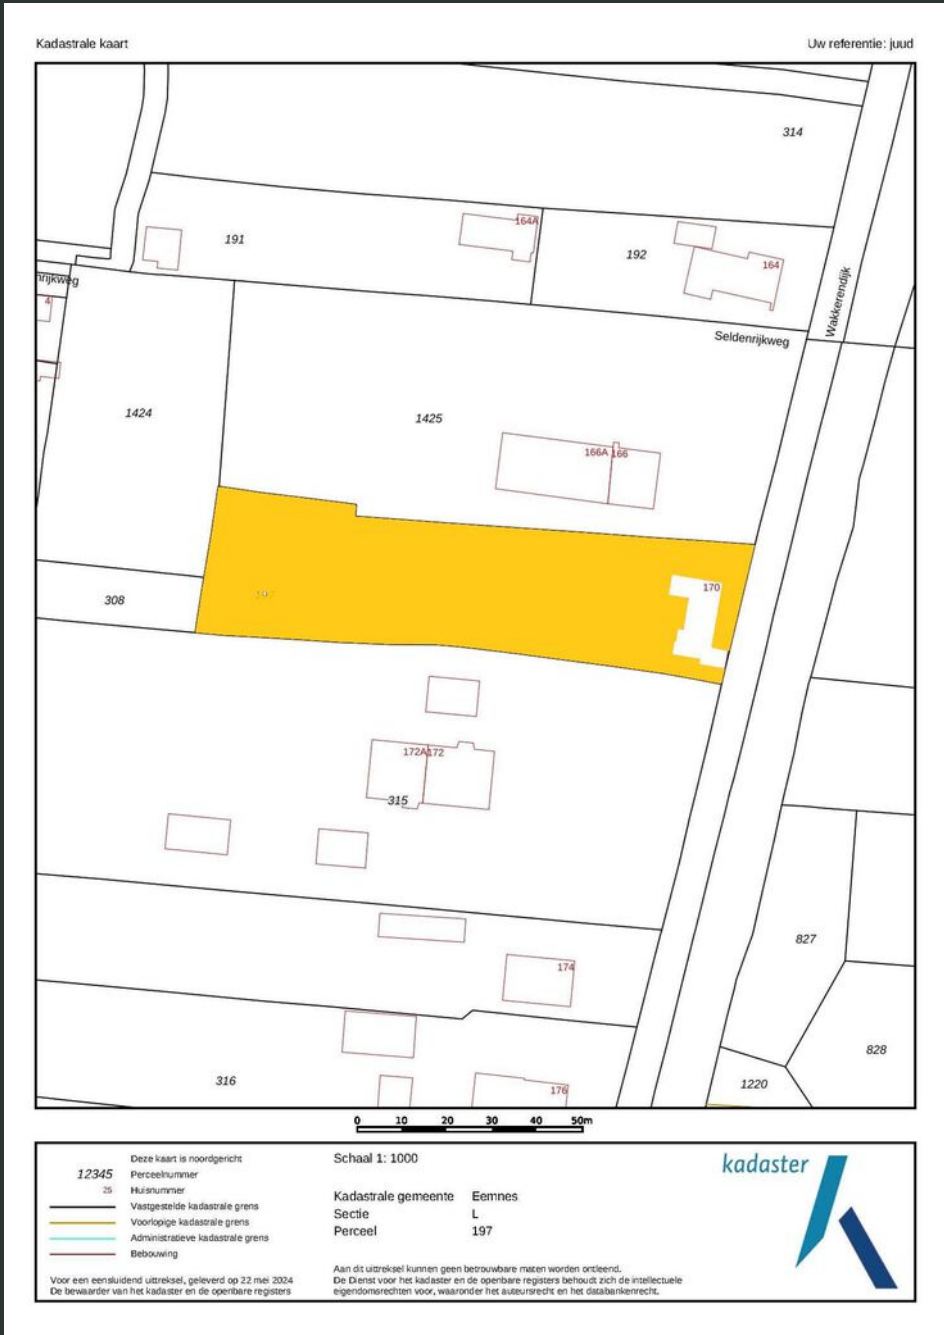 Kadastrale kaart
Uw referentie: juud
314
164A
191
192
164
nrijkweg
Wakkerendijk
4
Seldenrijkweg
1424
1425
166A 166
170
197
308
172A 172
315
827
174
828
316
1220
176
0 10 20 30 40 50m
Deze kaart is noordgericht
12345 Perceelnummer
25 Huisnummer
Vastgestelde kadastrale grens
Voorlopige kadastrale grens
Administratieve kadastrale grens
Bebouwing
Voor een eensluidend uittreksel, geleverd op 22 mei 2024
De bewaarder van het kadaster en de openbare registers
Schaal 1: 1000
Kadastrale gemeente Eemnes
Sectie L
Perceel 197
Aan dit uittreksel kunnen geen betrouwbare maten worden ontleend.
De Dienst voor het kadaster en de openbare registers behoudt zich de intellectuele
eigendomsrechten voor, waaronder het auteursrecht en het databankenrecht.
kadaster